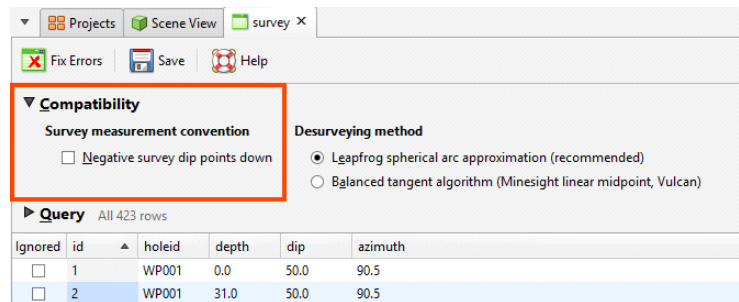 Projects Scene View survey
Fix Errors Save Help
Compatibility
Survey measurement convention Desurveying method
Negative survey dip points down Leapfrog spherical arc approximation (recommended)
Balanced tangent algorithm (Minesight linear midpoint, Vulcan)
Query All 423 rows
Ignored id holeid depth dip azimuth
1 WP001 0.0 50.0 90.5
2 WP001 31.0 50.0 90.5